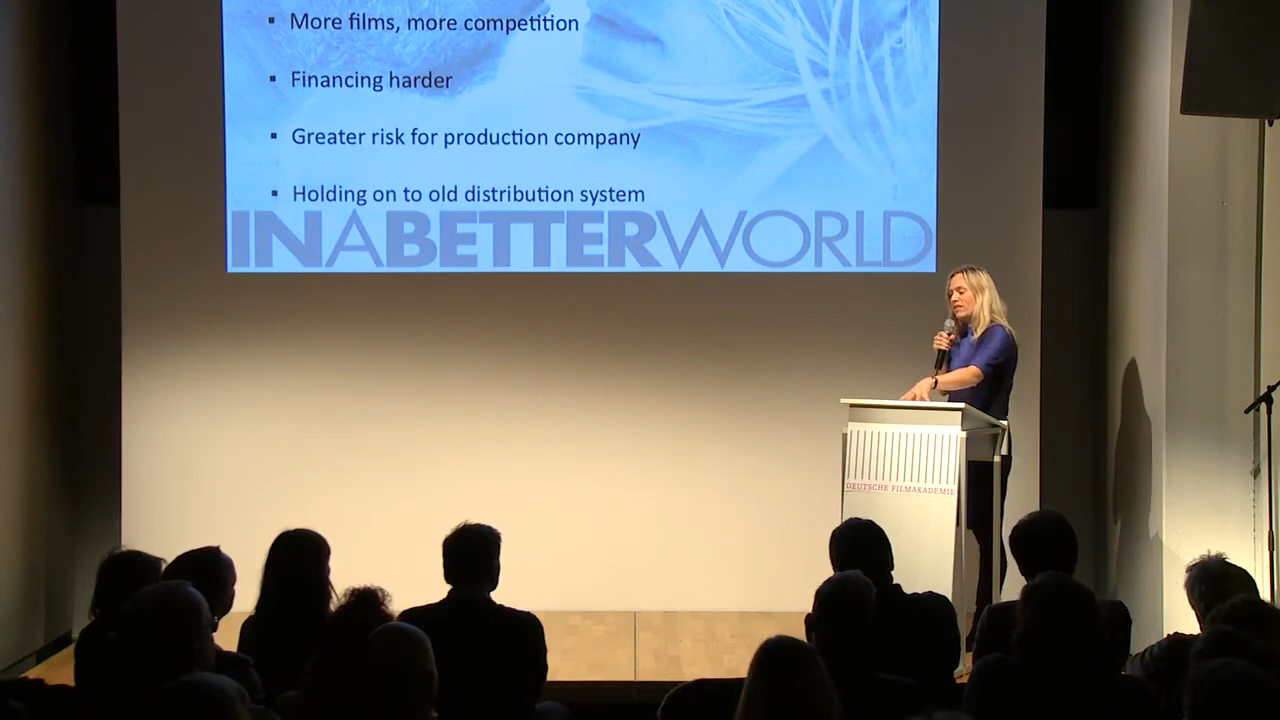 ▪ More films, more competition
▪ Financing harder
▪ Greater risk for production company
▪ Holding on to old distribution system
INABETTERWORLD
DEUTSCHE FILMAKADEMIE